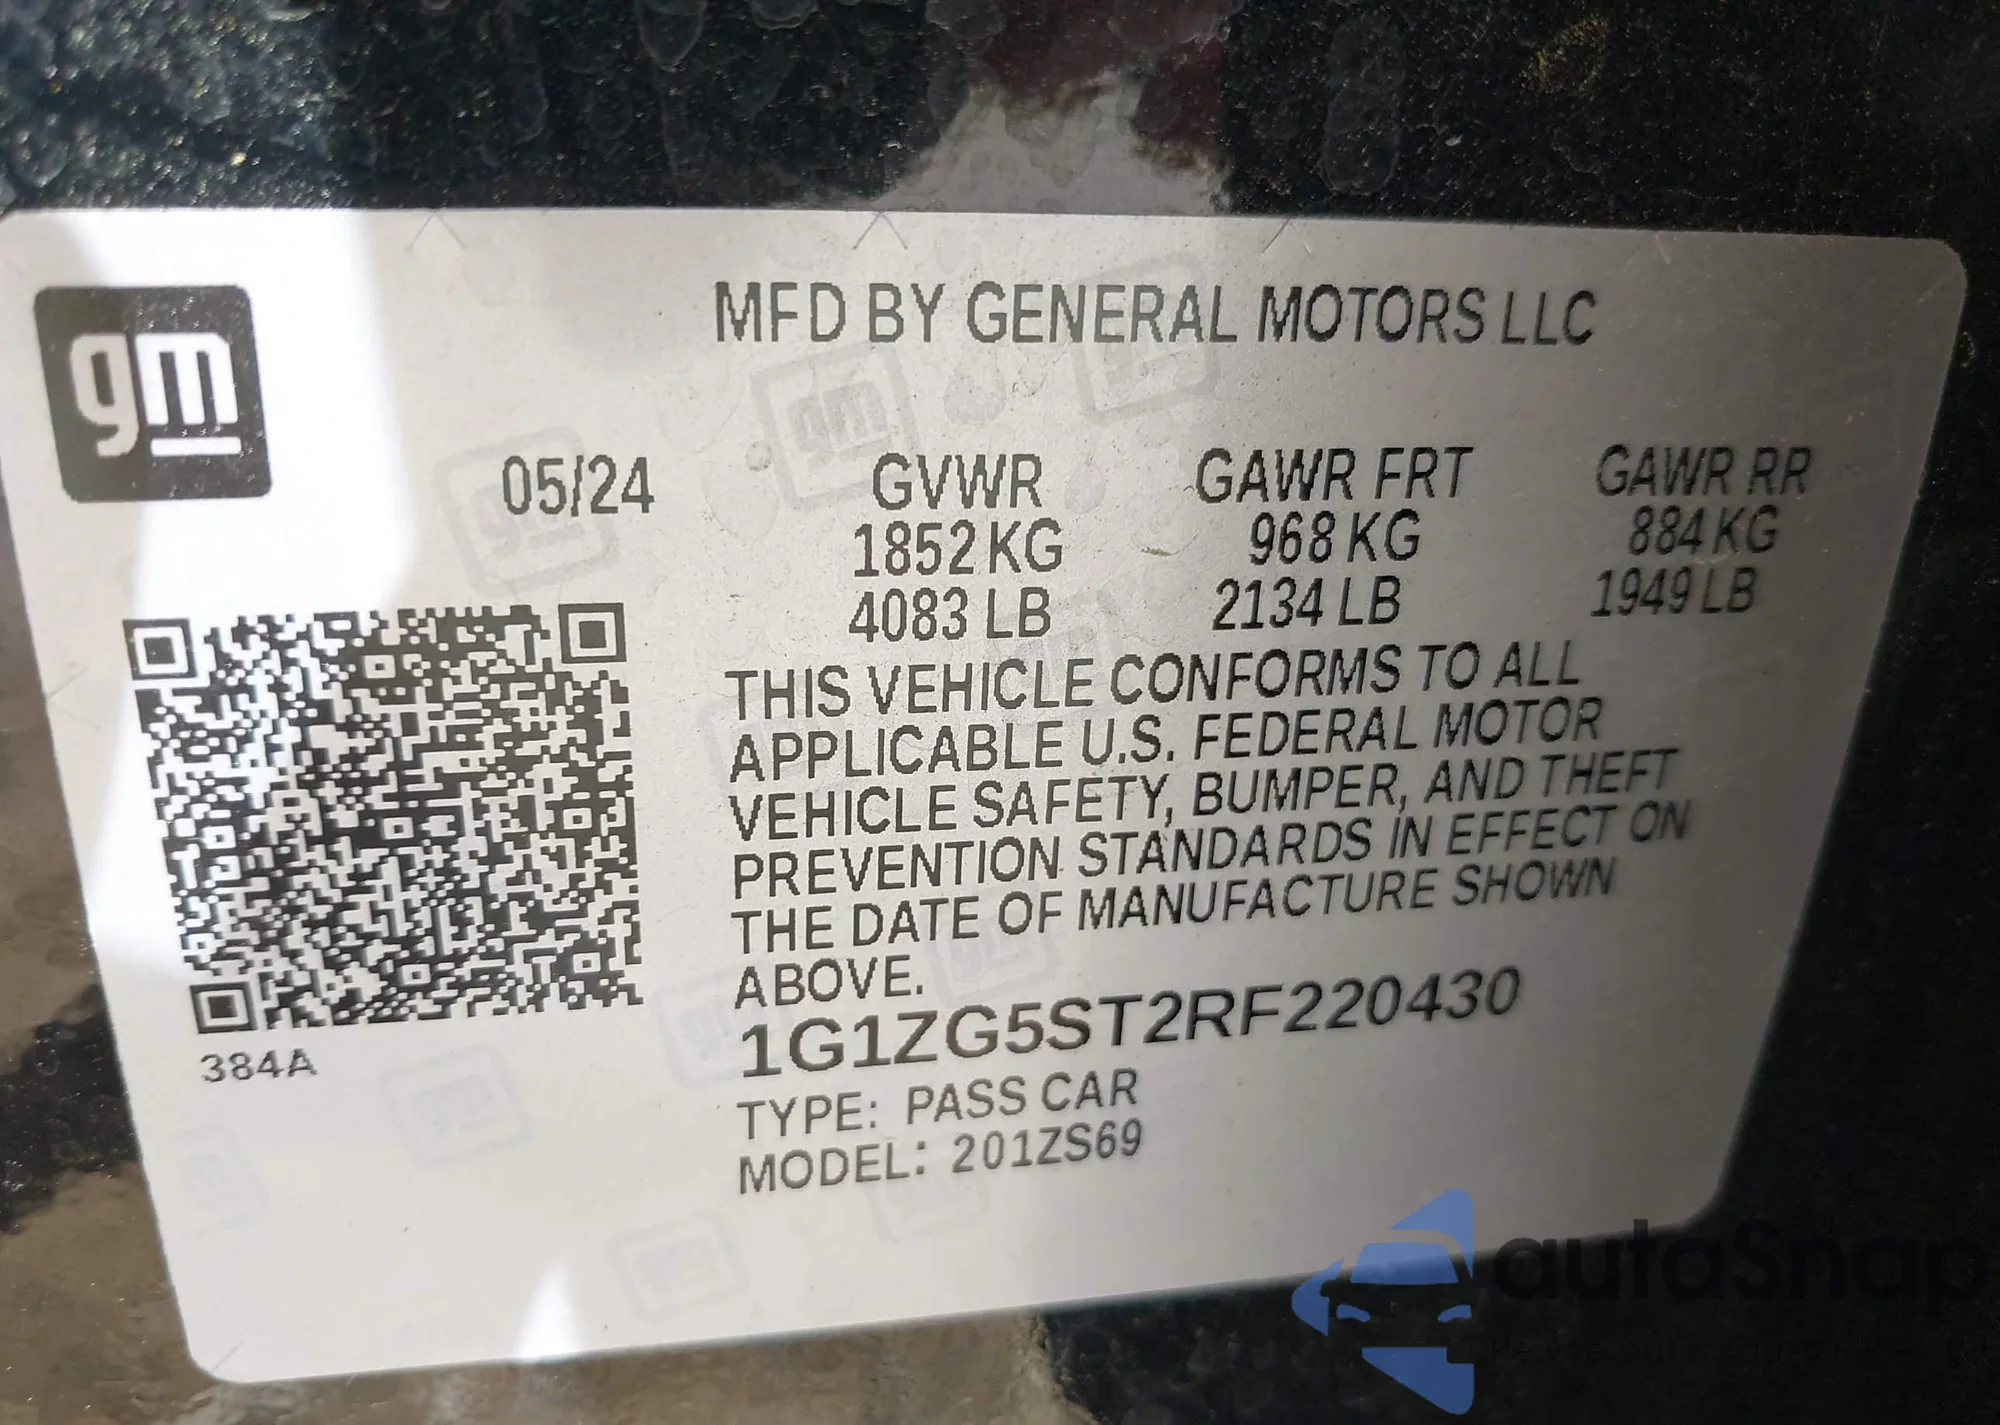 gm
MFD BY GENERAL MOTORS LLC
05/24 GVWR GAWR FRT GAWR RR
1852 KG 968 KG 884 KG
4083 LB 2134 LB 1949 LB
THIS VEHICLE CONFORMS TO ALL
APPLICABLE U.S. FEDERAL MOTOR
VEHICLE SAFETY, BUMPER, AND THEFT
PREVENTION STANDARDS IN EFFECT ON
THE DATE OF MANUFACTURE SHOWN
ABOVE.
1G1ZG5ST2RF220430
384A
TYPE: PASS CAR
MODEL: 201ZS69
autaSnap